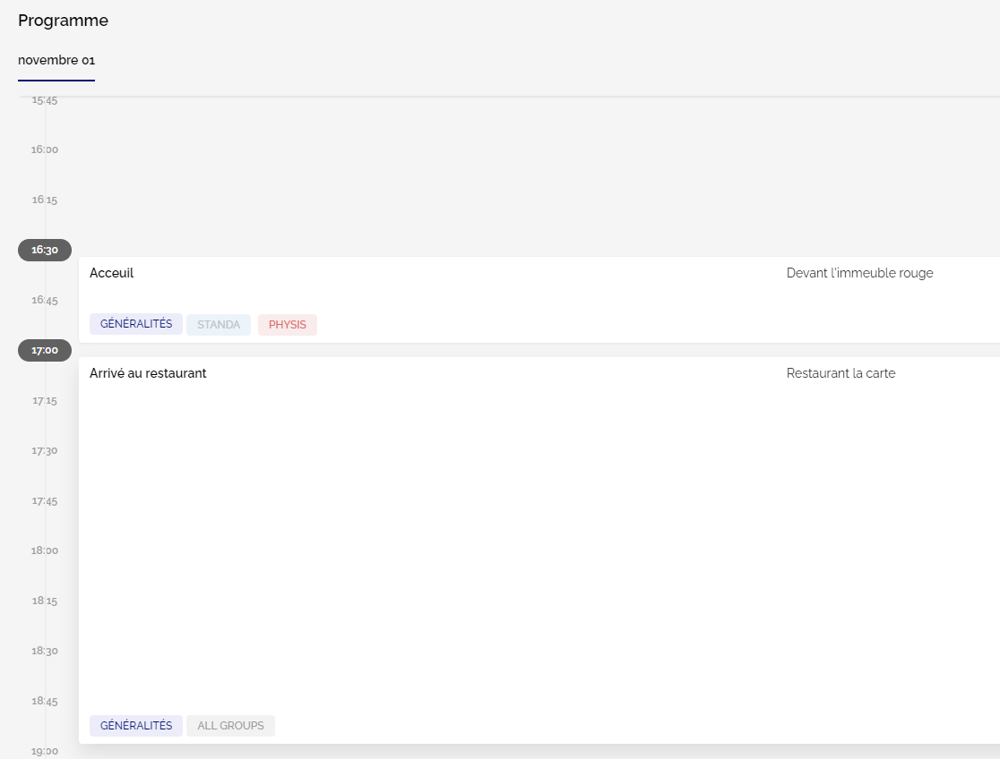 Programme
novembre 01
15:45
16:00
16:15
16:30
Acceuil Devant l'immeuble rouge
16:45
GÉNÉRALITÉS STANDA PHYSIS
17:00
Arrivé au restaurant Restaurant la carte
17:15
17:30
17:45
18:00
18:15
18:30
18:45
GÉNÉRALITÉS ALL GROUPS
19:00